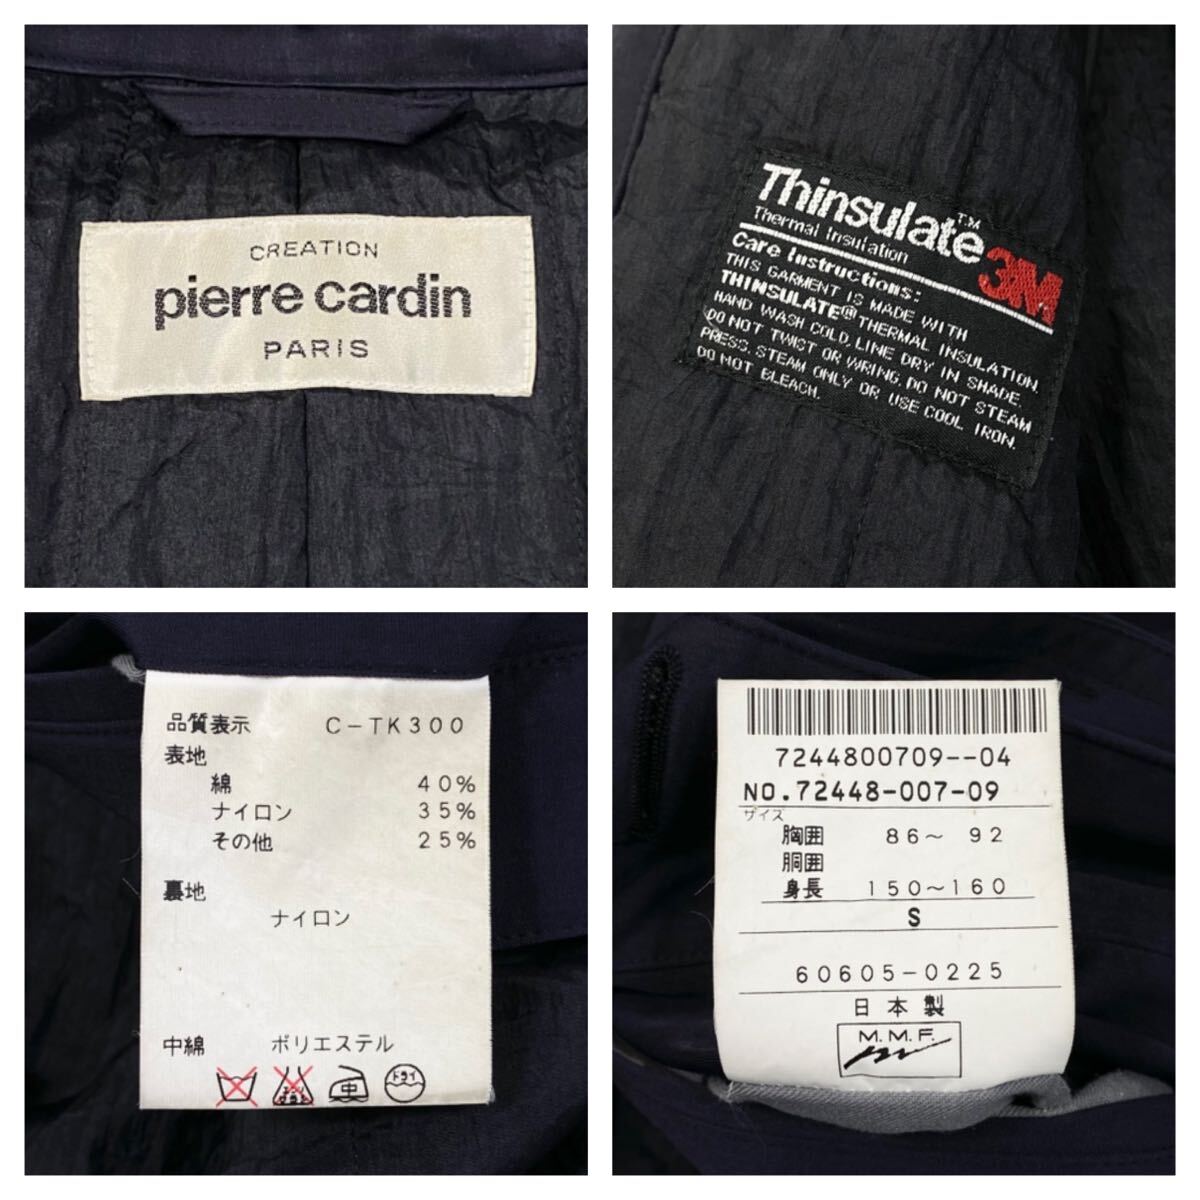 CREATION
pierre cardin
PARIS
Thinsulate™ 3M
Thermal Insulation
Care Instructions:
THIS GARMENT IS MADE WITH
THINSULATE® THERMAL INSULATION.
HAND WASH COLD, LINE DRY IN SHADE.
DO NOT TWIST OR WRING. DO NOT STEAM
PRESS. STEAM ONLY OR USE COOL IRON.
DO NOT BLEACH.
品質表示 C-TK300
表地
綿 40%
ナイロン 35%
その他 25%
裏地
ナイロン
中綿 ポリエステル
中 ドライ
7244800709--04
NO.72448-007-09
サイズ
胸囲 86~ 92
胴囲
身長 150~160
S
60605-0225
日本製
M.M.F.